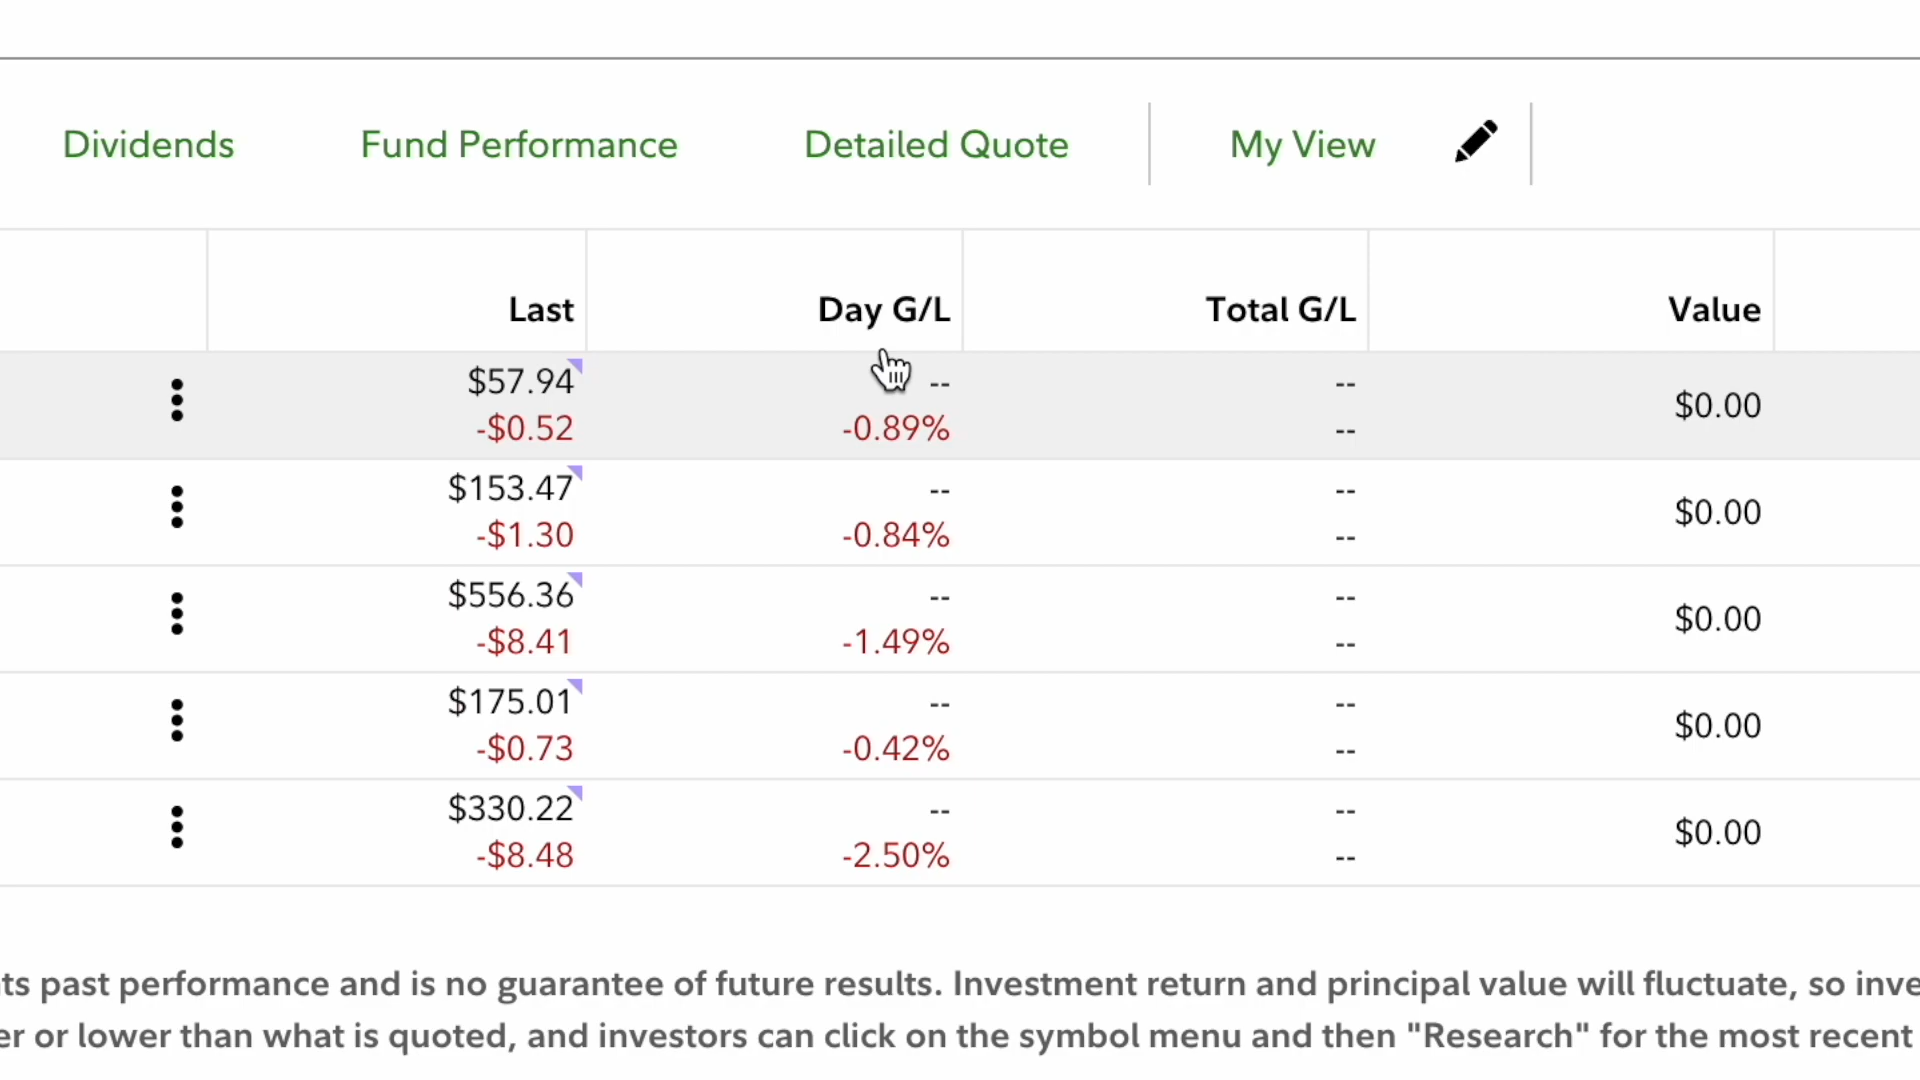 Dividends Fund Performance Detailed Quote My View
Last Day G/L Total G/L Value
$57.94 -- -- $0.00
-$0.52 -0.89% --
$153.47 -- -- $0.00
-$1.30 -0.84% --
$556.36 -- -- $0.00
-$8.41 -1.49% --
$175.01 -- -- $0.00
-$0.73 -0.42% --
$330.22 -- -- $0.00
-$8.48 -2.50% --
ts past performance and is no guarantee of future results. Investment return and principal value will fluctuate, so inve
er or lower than what is quoted, and investors can click on the symbol menu and then "Research" for the most recent